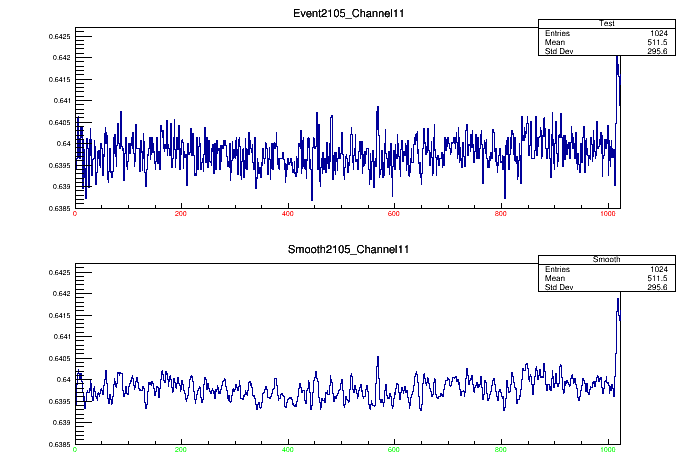 Event2105_Channel11
Test
Entries 1024
Mean 511.5
Std Dev 295.6
0.6425
0.642
0.6415
0.641
0.6405
0.64
0.6395
0.639
0.6385
0 200 400 600 800 1000
Smooth2105_Channel11
Smooth
Entries 1024
Mean 511.5
Std Dev 295.6
0.6425
0.642
0.6415
0.641
0.6405
0.64
0.6395
0.639
0.6385
0 200 400 600 800 1000